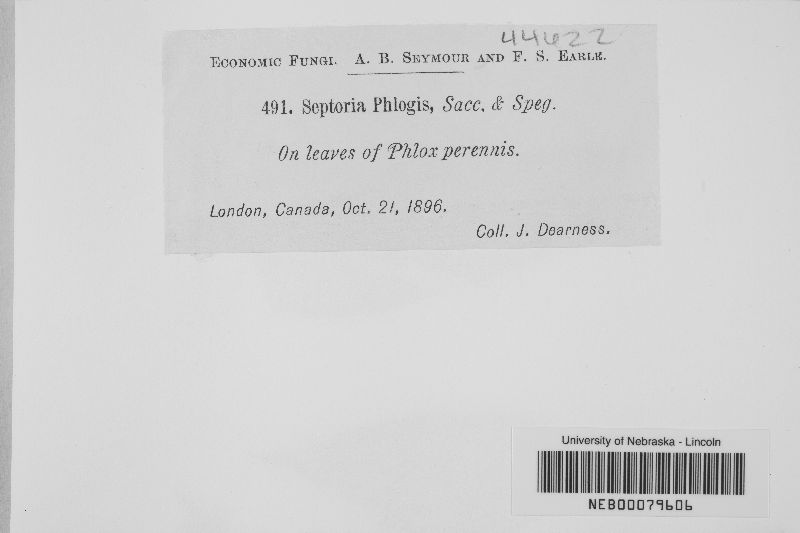 44622
Economic Fungi. A. B. Seymour and F. S. Earle.
491. Septoria Phlogis, Sacc. & Speg.
On leaves of Phlox perennis.
London, Canada, Oct. 21, 1896.
Coll. J. Dearness.
University of Nebraska - Lincoln
NEB00079606